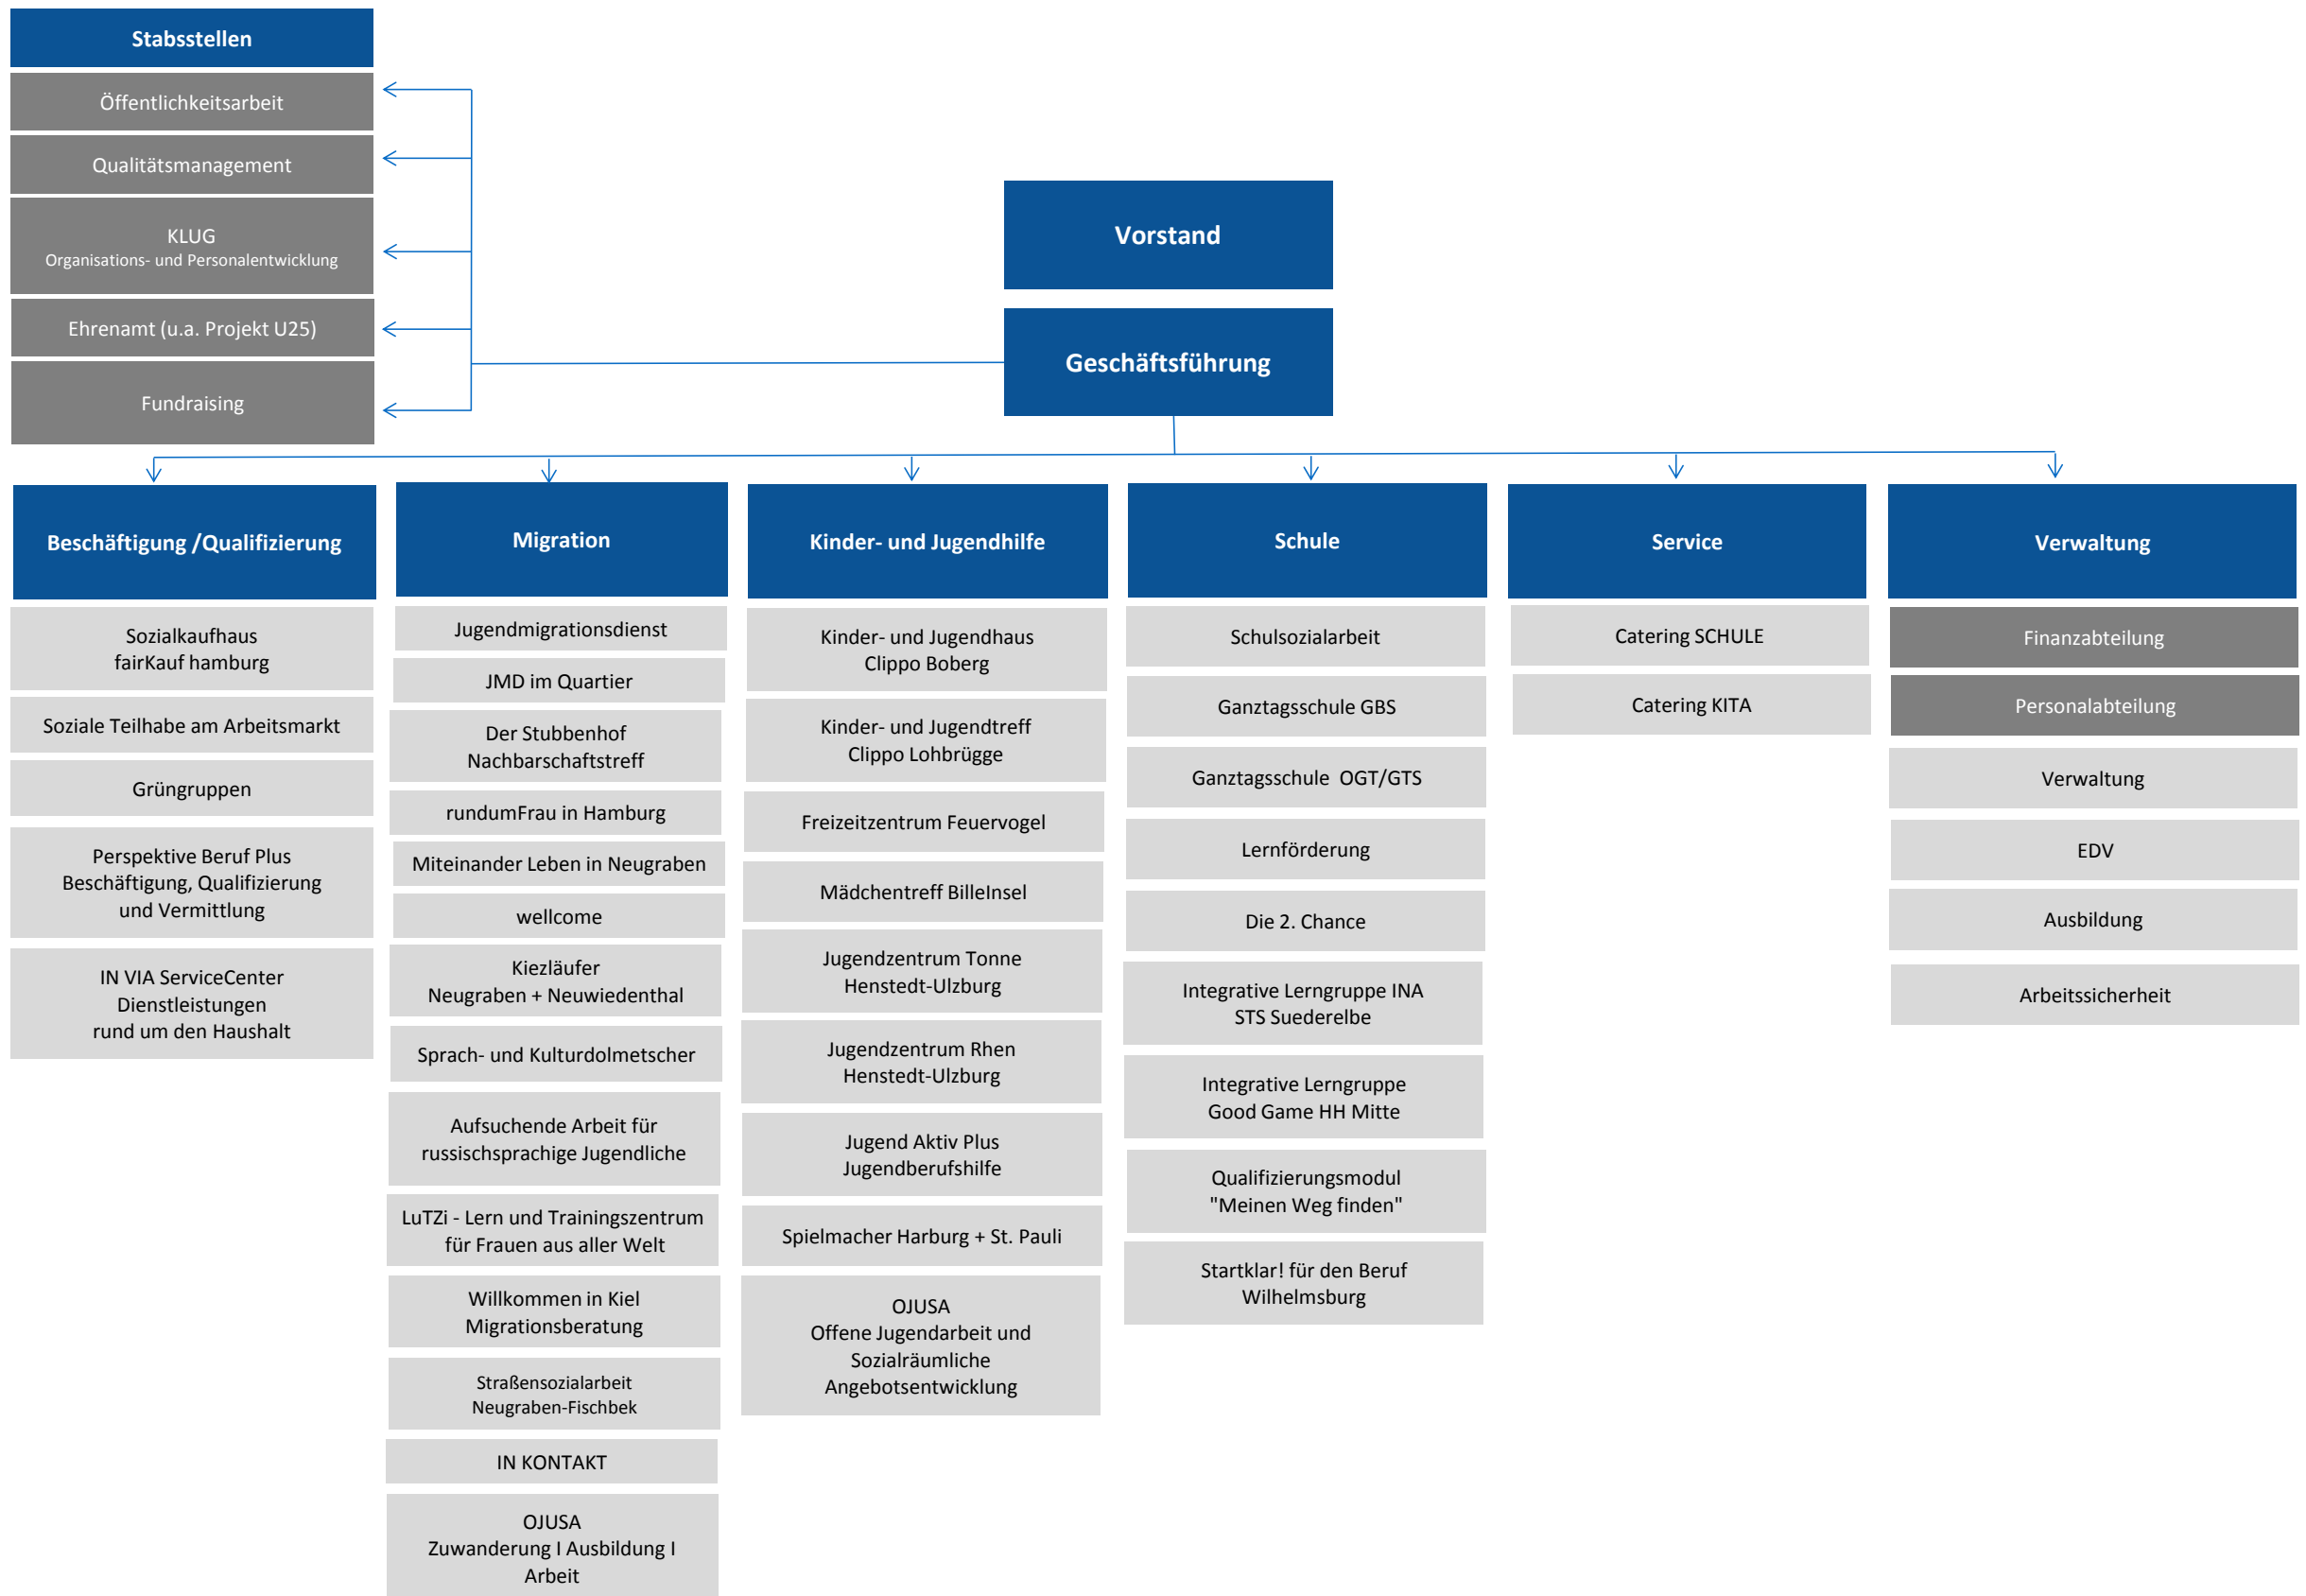 Stabsstellen
Öffentlichkeitsarbeit
Qualitätsmanagement
KLUG
Organisations- und Personalentwicklung
Ehrenamt (u.a. Projekt U25)
Fundraising
Vorstand
Geschäftsführung
Beschäftigung /Qualifizierung
Sozialkaufhaus
fairKauf hamburg
Soziale Teilhabe am Arbeitsmarkt
Grüngruppen
Perspektive Beruf Plus
Beschäftigung, Qualifizierung
und Vermittlung
IN VIA ServiceCenter
Dienstleistungen
rund um den Haushalt
Migration
Jugendmigrationsdienst
JMD im Quartier
Der Stubbenhof
Nachbarschaftstreff
rundumFrau in Hamburg
Miteinander Leben in Neugraben
wellcome
Kiezläufer
Neugraben + Neuwiedenthal
Sprach- und Kulturdolmetscher
Aufsuchende Arbeit für
russischsprachige Jugendliche
LuTZi - Lern und Trainingszentrum
für Frauen aus aller Welt
Willkommen in Kiel
Migrationsberatung
Straßensozialarbeit
Neugraben-Fischbek
IN KONTAKT
OJUSA
Zuwanderung I Ausbildung I
Arbeit
Kinder- und Jugendhilfe
Kinder- und Jugendhaus
Clippo Boberg
Kinder- und Jugendtreff
Clippo Lohbrügge
Freizeitzentrum Feuervogel
Mädchentreff BilleInsel
Jugendzentrum Tonne
Henstedt-Ulzburg
Jugendzentrum Rhen
Henstedt-Ulzburg
Jugend Aktiv Plus
Jugendberufshilfe
Spielmacher Harburg + St. Pauli
OJUSA
Offene Jugendarbeit und
Sozialräumliche
Angebotsentwicklung
Schule
Schulsozialarbeit
Ganztagsschule GBS
Ganztagsschule  OGT/GTS
Lernförderung
Die 2. Chance
Integrative Lerngruppe INA
STS Suederelbe
Integrative Lerngruppe
Good Game HH Mitte
Qualifizierungsmodul
"Meinen Weg finden"
Startklar! für den Beruf
Wilhelmsburg
Service
Catering SCHULE
Catering KITA
Verwaltung
Finanzabteilung
Personalabteilung
Verwaltung
EDV
Ausbildung
Arbeitssicherheit